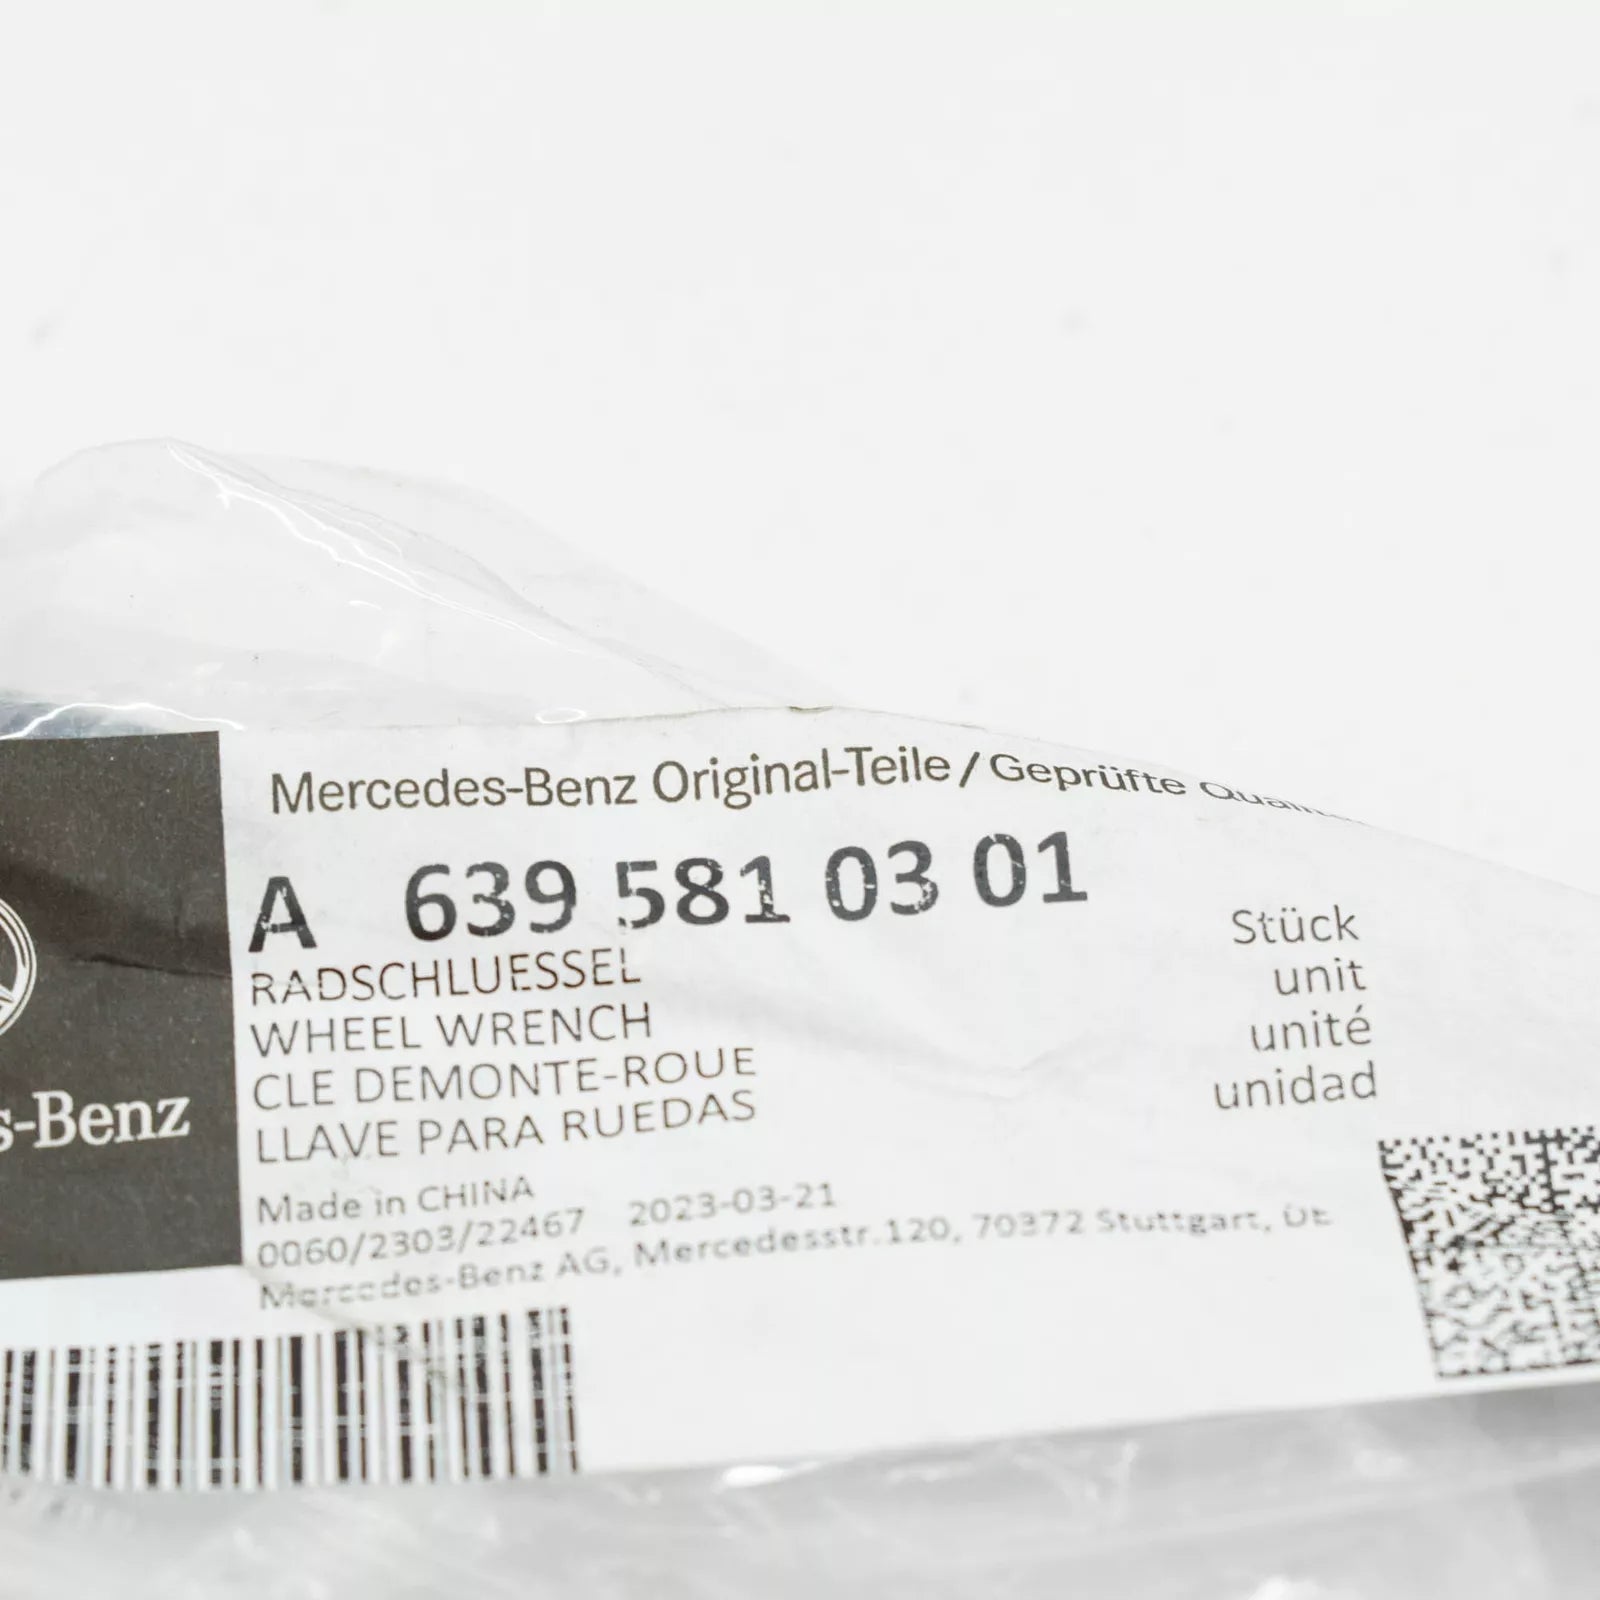 Mercedes-Benz Original-Teile / Geprüfte
A 639 581 03 01
RADSCHLUESSEL
WHEEL WRENCH
CLE DEMONTE-ROUE
LLAVE PARA RUEDAS
Stück
unit
unité
unidad
s-Benz
Made in CHINA
0060/2303/22467 2023-03-21
Mercedes-Benz AG, Mercedesstr.120, 70372 Stuttgart, DE